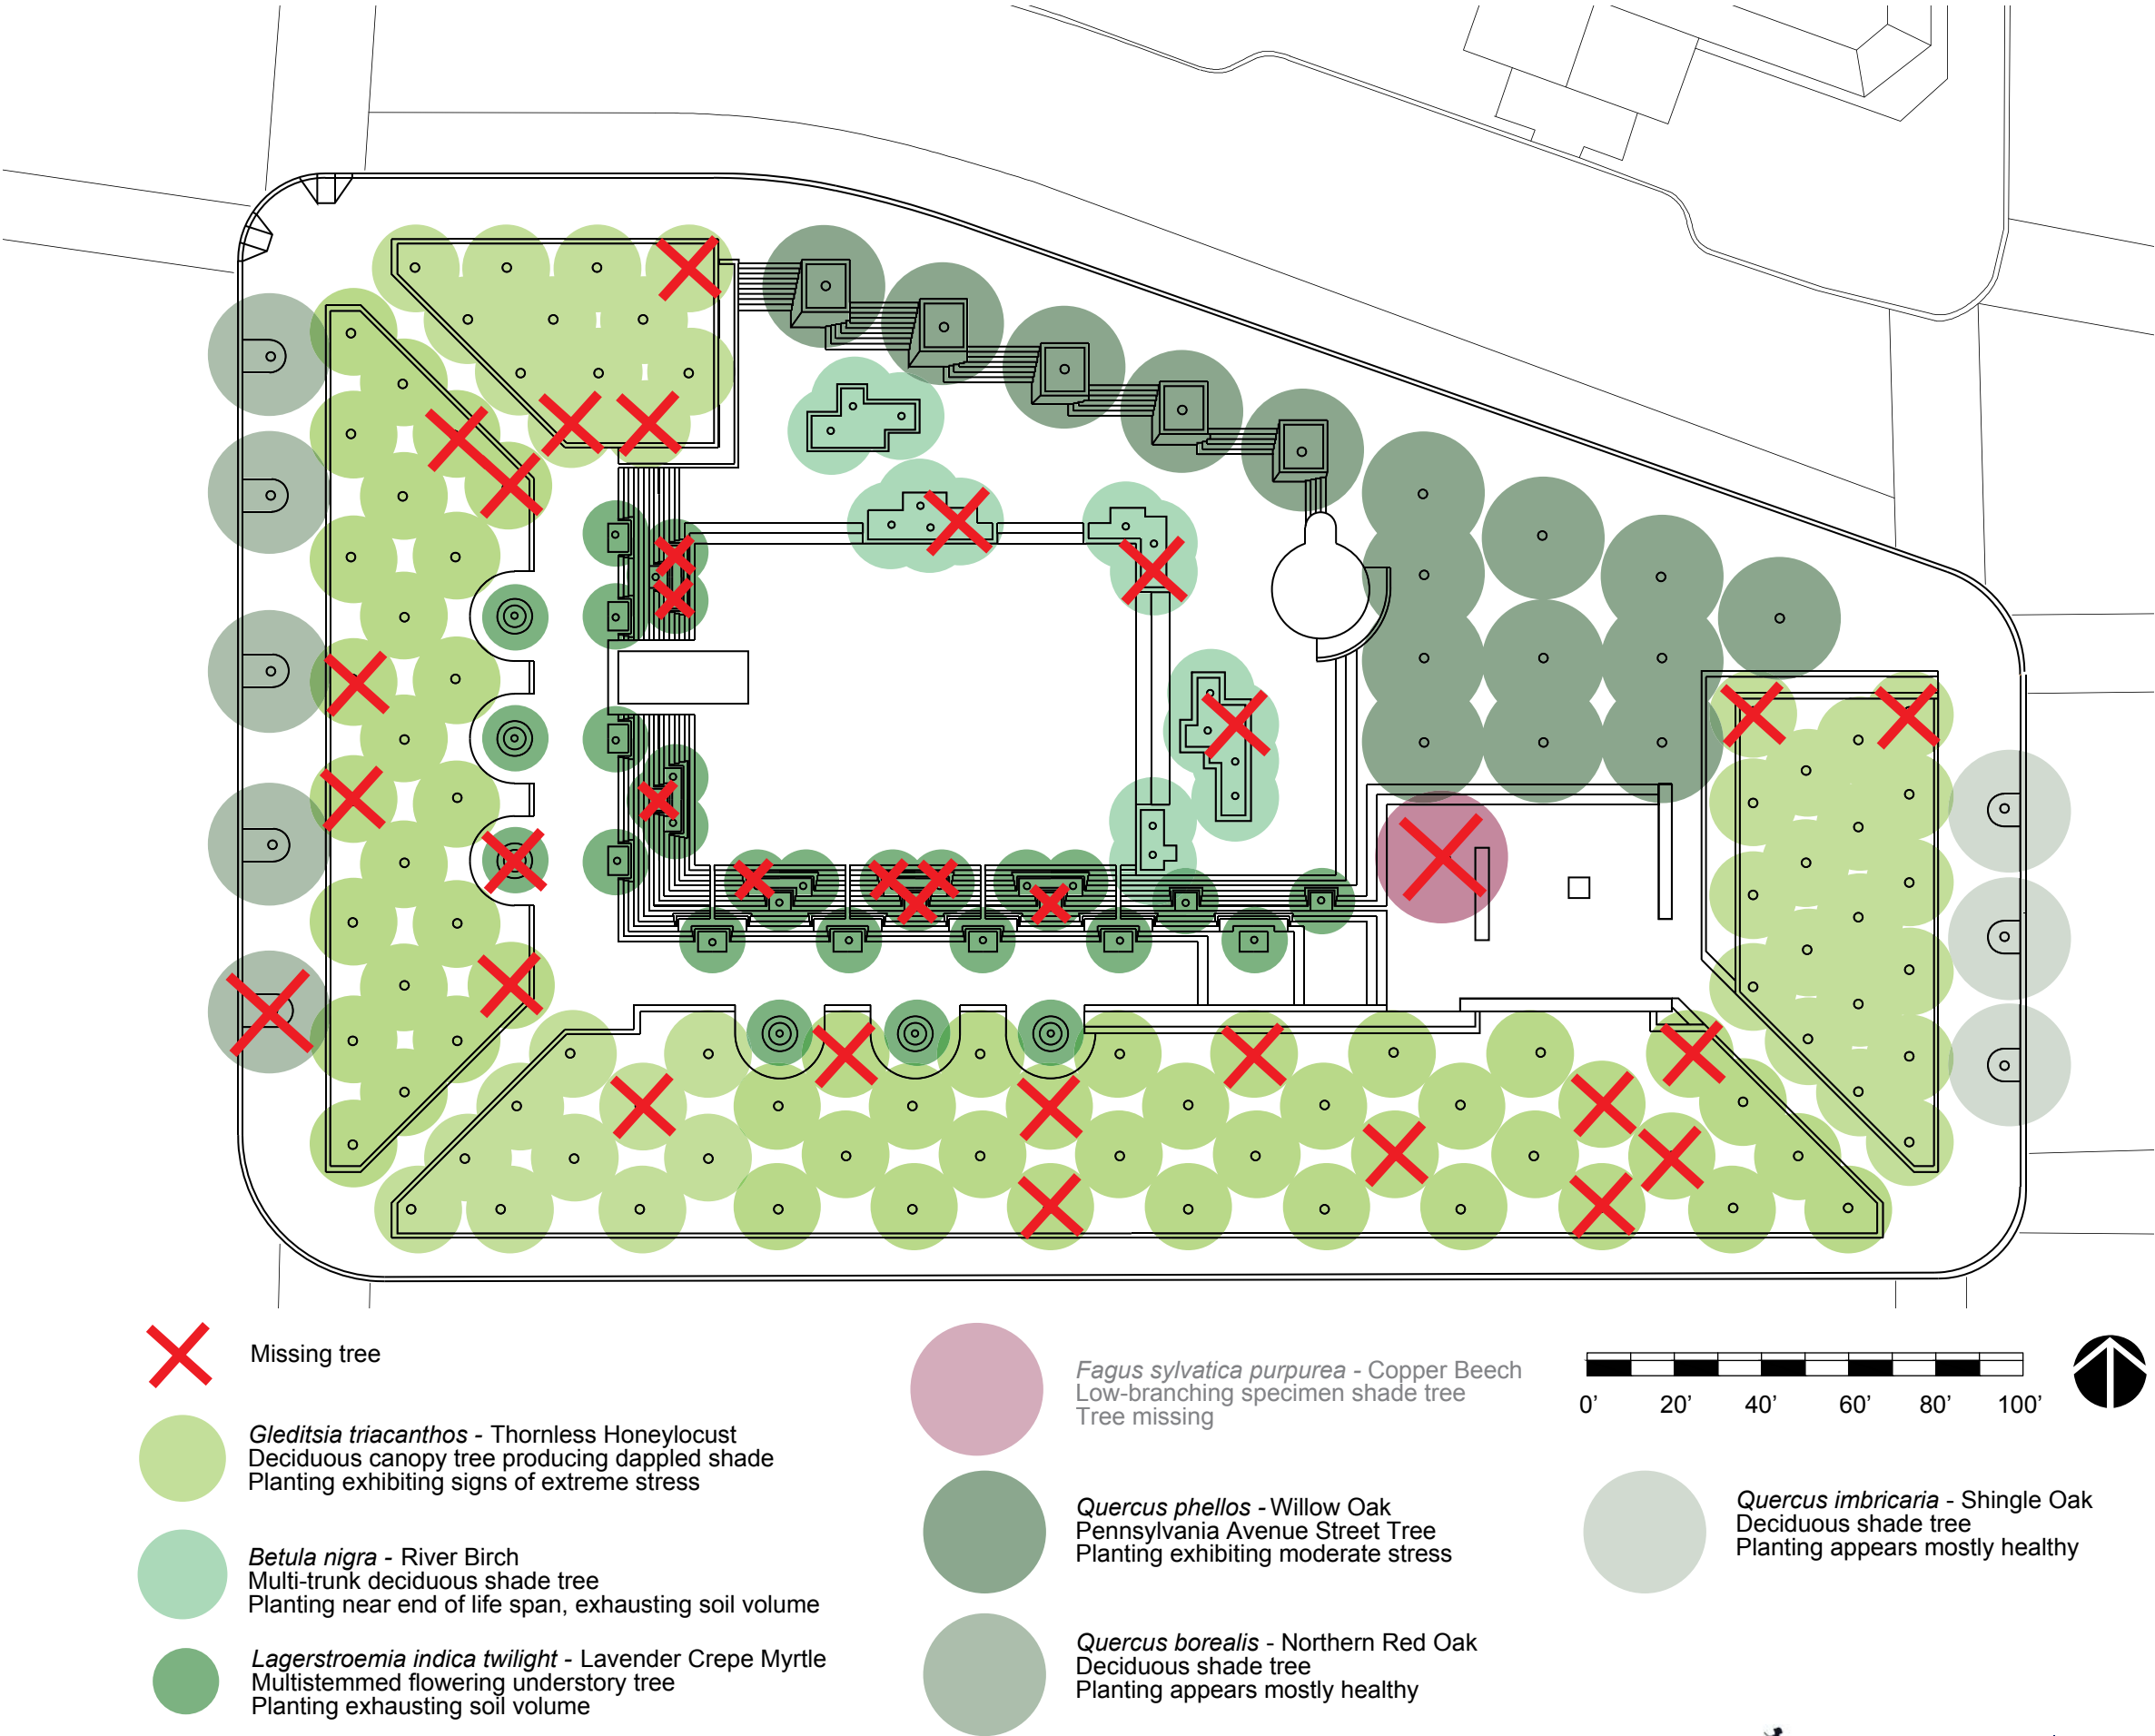 Missing tree
Gleditsia triacanthos - Thornless Honeylocust
Deciduous canopy tree producing dappled shade
Planting exhibiting signs of extreme stress
Betula nigra - River Birch
Multi-trunk deciduous shade tree
Planting near end of life span, exhausting soil volume
Lagerstroemia indica twilight - Lavender Crepe Myrtle
Multistemmed flowering understory tree
Planting exhausting soil volume
Fagus sylvatica purpurea - Copper Beech
Low-branching specimen shade tree
Tree missing
Quercus phellos - Willow Oak
Pennsylvania Avenue Street Tree
Planting exhibiting moderate stress
Quercus borealis - Northern Red Oak
Deciduous shade tree
Planting appears mostly healthy
0’ 20’ 40’ 60’ 80’ 100’
Quercus imbricaria - Shingle Oak
Deciduous shade tree
Planting appears mostly healthy